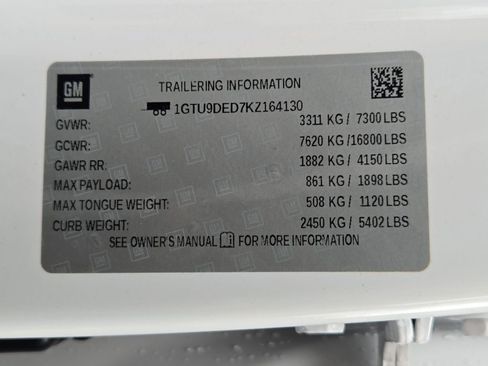 GM
TRAILERING INFORMATION
1GTU9DED7KZ164130
GVWR: 3311 KG / 7300 LBS
GCWR: 7620 KG /16800 LBS
GAWR RR: 1882 KG / 4150 LBS
MAX PAYLOAD: 861 KG / 1898 LBS
MAX TONGUE WEIGHT: 508 KG / 1120 LBS
CURB WEIGHT: 2450 KG / 5402 LBS
SEE OWNER'S MANUAL FOR MORE INFORMATION